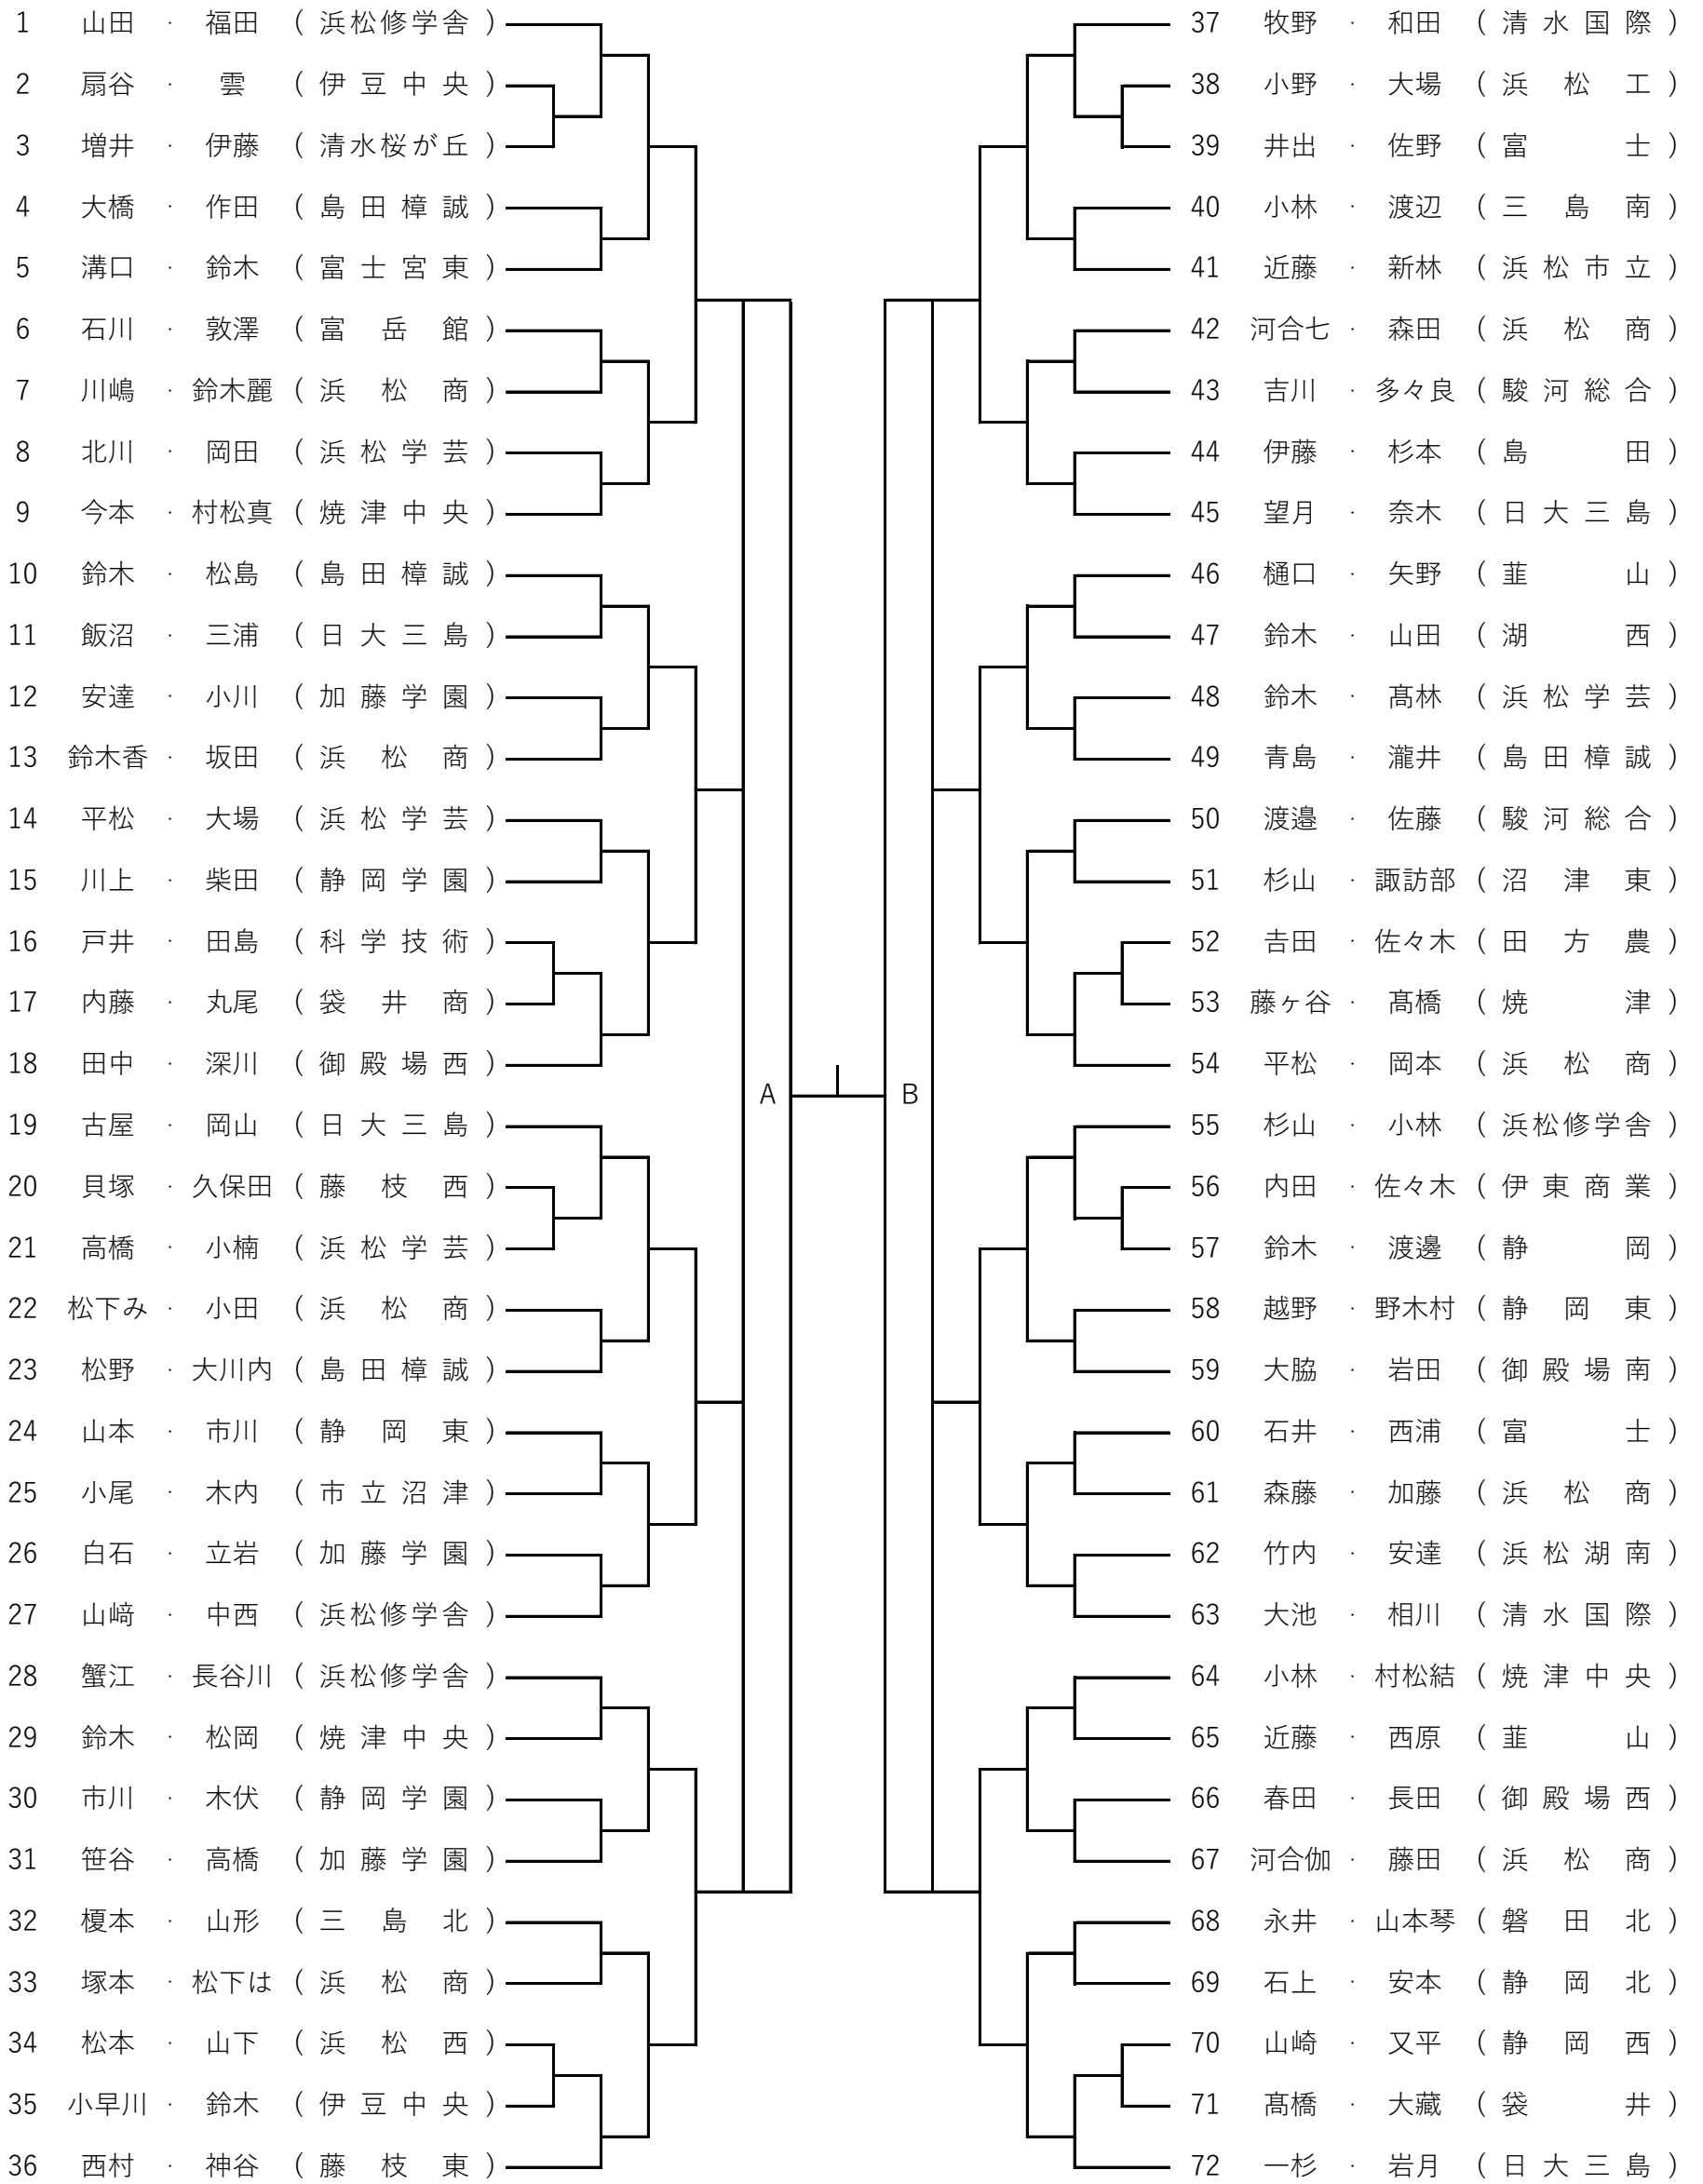 1 山田 · 福田 ( 浜松修学舎 )
2 扇谷 · 雲 ( 伊豆中央 )
3 増井 · 伊藤 ( 清水桜が丘 )
4 大橋 · 作田 ( 島田樟誠 )
5 溝口 · 鈴木 ( 富士宮東 )
6 石川 · 敦澤 ( 富岳館 )
7 川嶋 · 鈴木麗 ( 浜松商 )
8 北川 · 岡田 ( 浜松学芸 )
9 今本 · 村松真 ( 焼津中央 )
10 鈴木 · 松島 ( 島田樟誠 )
11 飯沼 · 三浦 ( 日大三島 )
12 安達 · 小川 ( 加藤学園 )
13 鈴木香 · 坂田 ( 浜松商 )
14 平松 · 大場 ( 浜松学芸 )
15 川上 · 柴田 ( 静岡学園 )
16 戸井 · 田島 ( 科学技術 )
17 内藤 · 丸尾 ( 袋井商 )
18 田中 · 深川 ( 御殿場西 )
19 古屋 · 岡山 ( 日大三島 )
20 貝塚 · 久保田 ( 藤枝西 )
21 高橋 · 小楠 ( 浜松学芸 )
22 松下み · 小田 ( 浜松商 )
23 松野 · 大川内 ( 島田樟誠 )
24 山本 · 市川 ( 静岡東 )
25 小尾 · 木内 ( 市立沼津 )
26 白石 · 立岩 ( 加藤学園 )
27 山﨑 · 中西 ( 浜松修学舎 )
28 蟹江 · 長谷川 ( 浜松修学舎 )
29 鈴木 · 松岡 ( 焼津中央 )
30 市川 · 木伏 ( 静岡学園 )
31 笹谷 · 高橋 ( 加藤学園 )
32 榎本 · 山形 ( 三島北 )
33 塚本 · 松下は ( 浜松商 )
34 松本 · 山下 ( 浜松西 )
35 小早川 · 鈴木 ( 伊豆中央 )
36 西村 · 神谷 ( 藤枝東 )
A
B
37 牧野 · 和田 ( 清水国際 )
38 小野 · 大場 ( 浜松工 )
39 井出 · 佐野 ( 富士 )
40 小林 · 渡辺 ( 三島南 )
41 近藤 · 新林 ( 浜松市立 )
42 河合七 · 森田 ( 浜松商 )
43 吉川 · 多々良 ( 駿河総合 )
44 伊藤 · 杉本 ( 島田 )
45 望月 · 奈木 ( 日大三島 )
46 樋口 · 矢野 ( 韮山 )
47 鈴木 · 山田 ( 湖西 )
48 鈴木 · 髙林 ( 浜松学芸 )
49 青島 · 瀧井 ( 島田樟誠 )
50 渡邉 · 佐藤 ( 駿河総合 )
51 杉山 · 諏訪部 ( 沼津東 )
52 𠮷田 · 佐々木 ( 田方農 )
53 藤ヶ谷 · 髙橋 ( 焼津 )
54 平松 · 岡本 ( 浜松商 )
55 杉山 · 小林 ( 浜松修学舎 )
56 内田 · 佐々木 ( 伊東商業 )
57 鈴木 · 渡邊 ( 静岡 )
58 越野 · 野木村 ( 静岡東 )
59 大脇 · 岩田 ( 御殿場南 )
60 石井 · 西浦 ( 富士 )
61 森藤 · 加藤 ( 浜松商 )
62 竹内 · 安達 ( 浜松湖南 )
63 大池 · 相川 ( 清水国際 )
64 小林 · 村松結 ( 焼津中央 )
65 近藤 · 西原 ( 韮山 )
66 春田 · 長田 ( 御殿場西 )
67 河合伽 · 藤田 ( 浜松商 )
68 永井 · 山本琴 ( 磐田北 )
69 石上 · 安本 ( 静岡北 )
70 山崎 · 又平 ( 静岡西 )
71 髙橋 · 大藏 ( 袋井 )
72 一杉 · 岩月 ( 日大三島 )